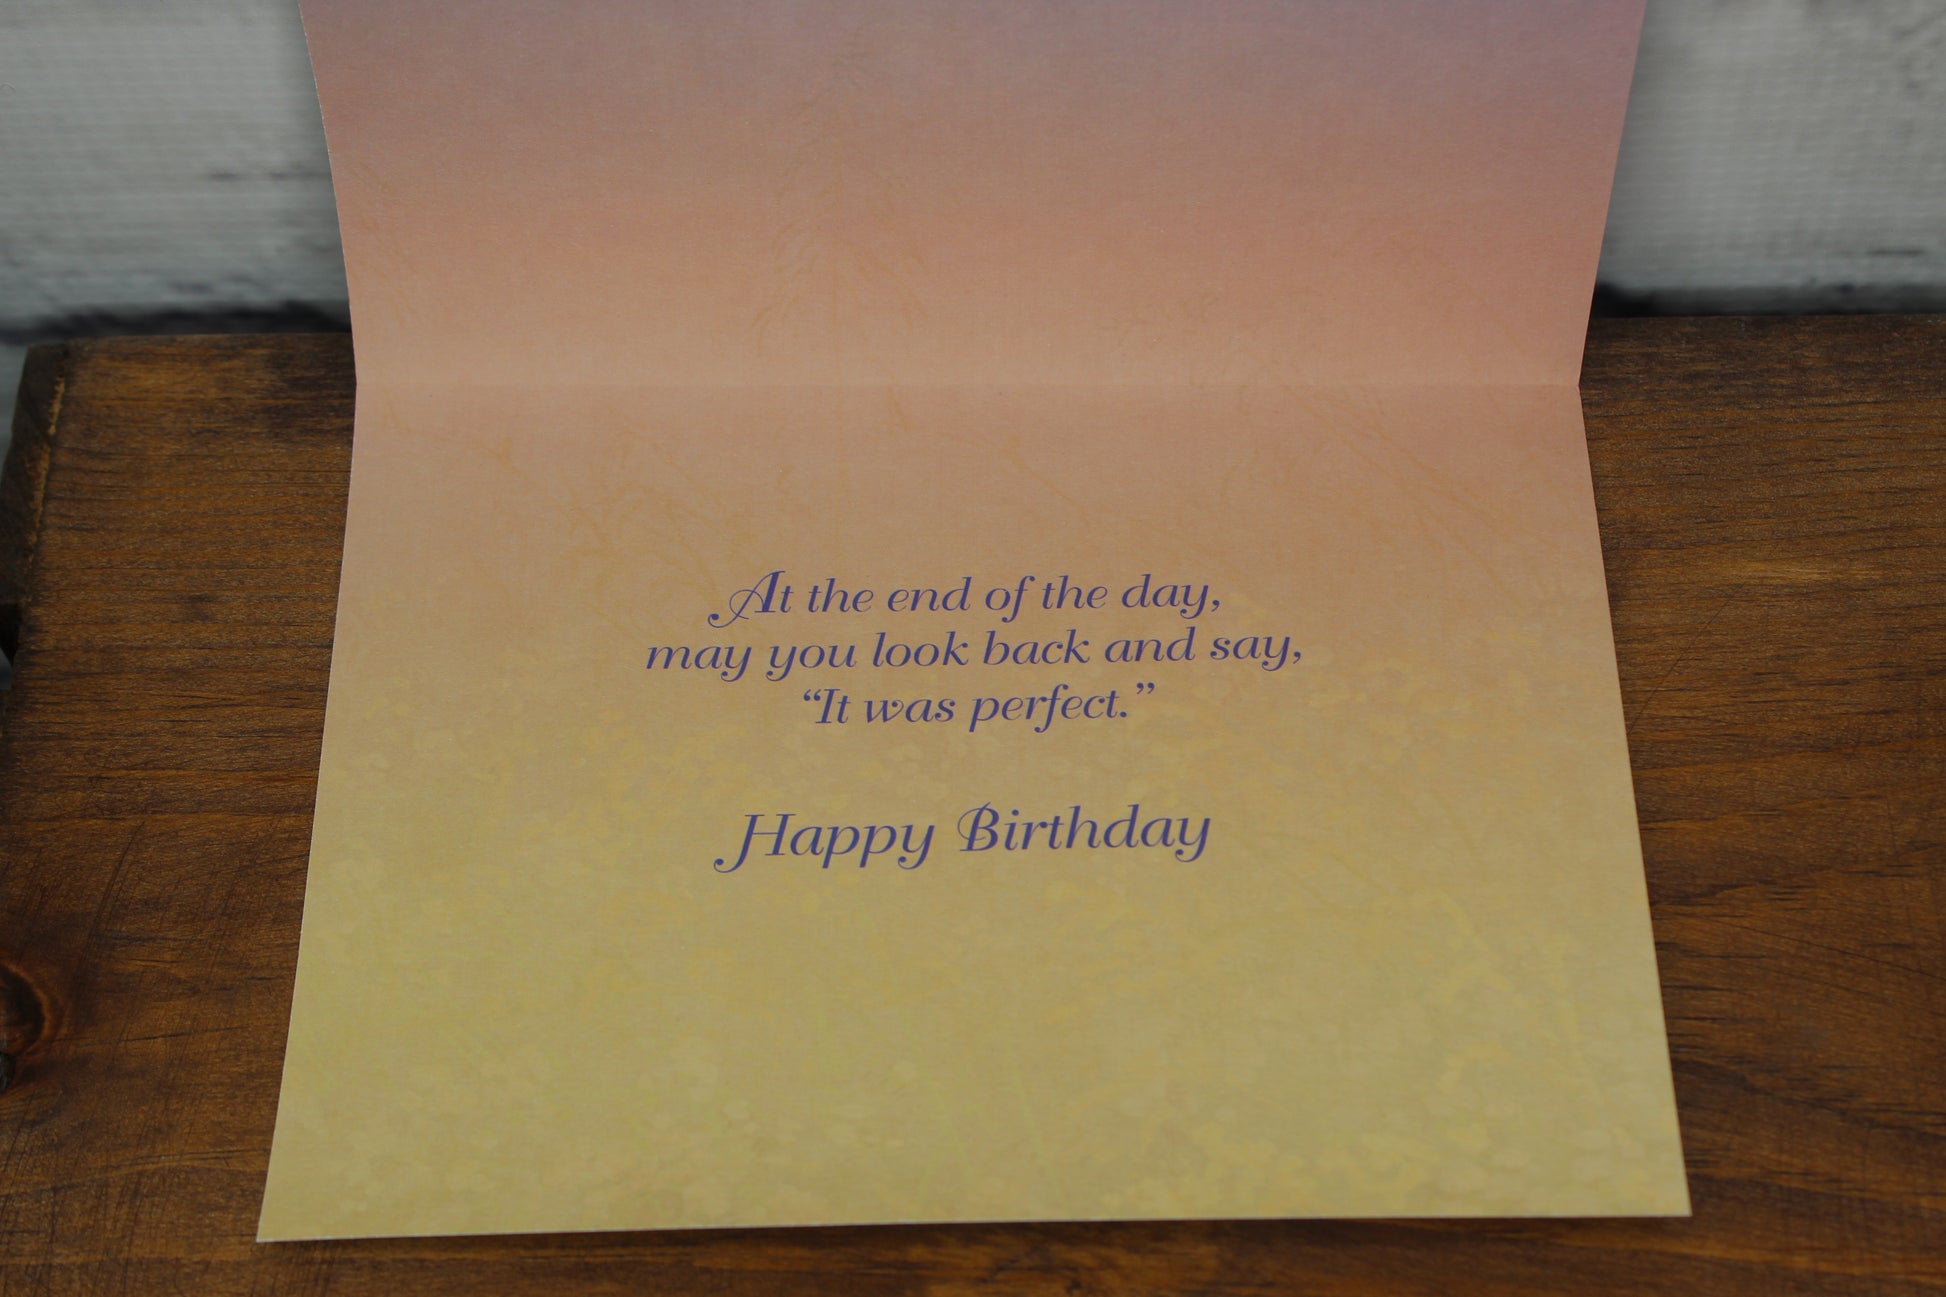 At the end of the day,
may you look back and say,
“It was perfect.”
Happy Birthday